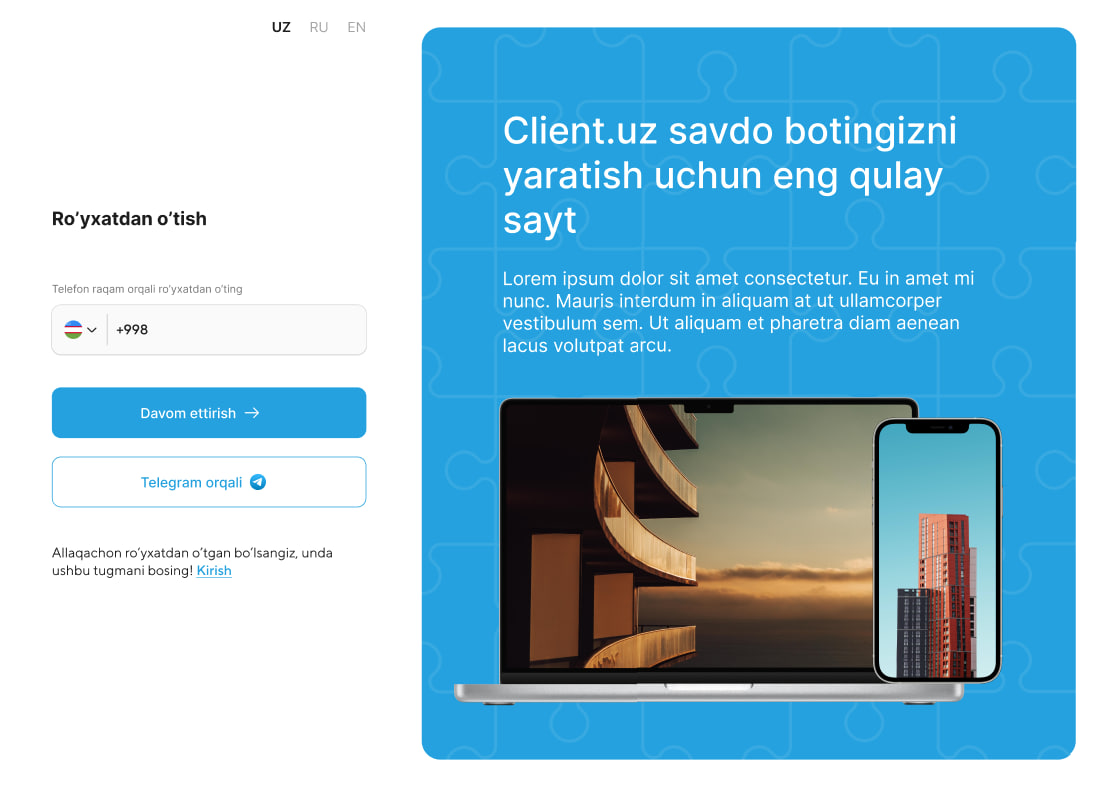 UZ RU EN
Ro‘yxatdan o‘tish
Telefon raqam orqali ro‘yxatdan o‘ting
+998
Davom ettirish →
Telegram orqali
Allaqachon ro‘yxatdan o‘tgan bo‘lsangiz, unda
ushbu tugmani bosing! Kirish
Client.uz savdo botingizni
yaratish uchun eng qulay
sayt
Lorem ipsum dolor sit amet consectetur. Eu in amet mi
nunc. Mauris interdum in aliquam at ut ullamcorper
vestibulum sem. Ut aliquam et pharetra diam aenean
lacus volutpat arcu.